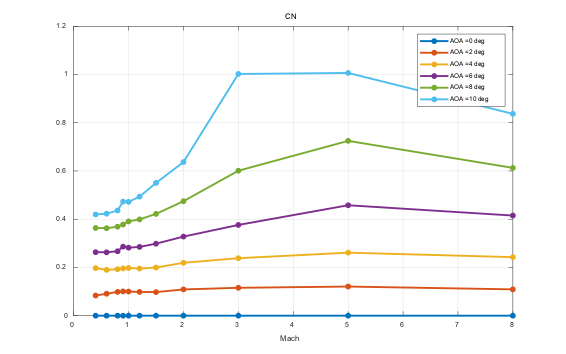 CN
1.2
1
0.8
0.6
0.4
0.2
0
0 1 2 3 4 5 6 7 8
Mach
AOA =0 deg
AOA =2 deg
AOA =4 deg
AOA =6 deg
AOA =8 deg
AOA =10 deg